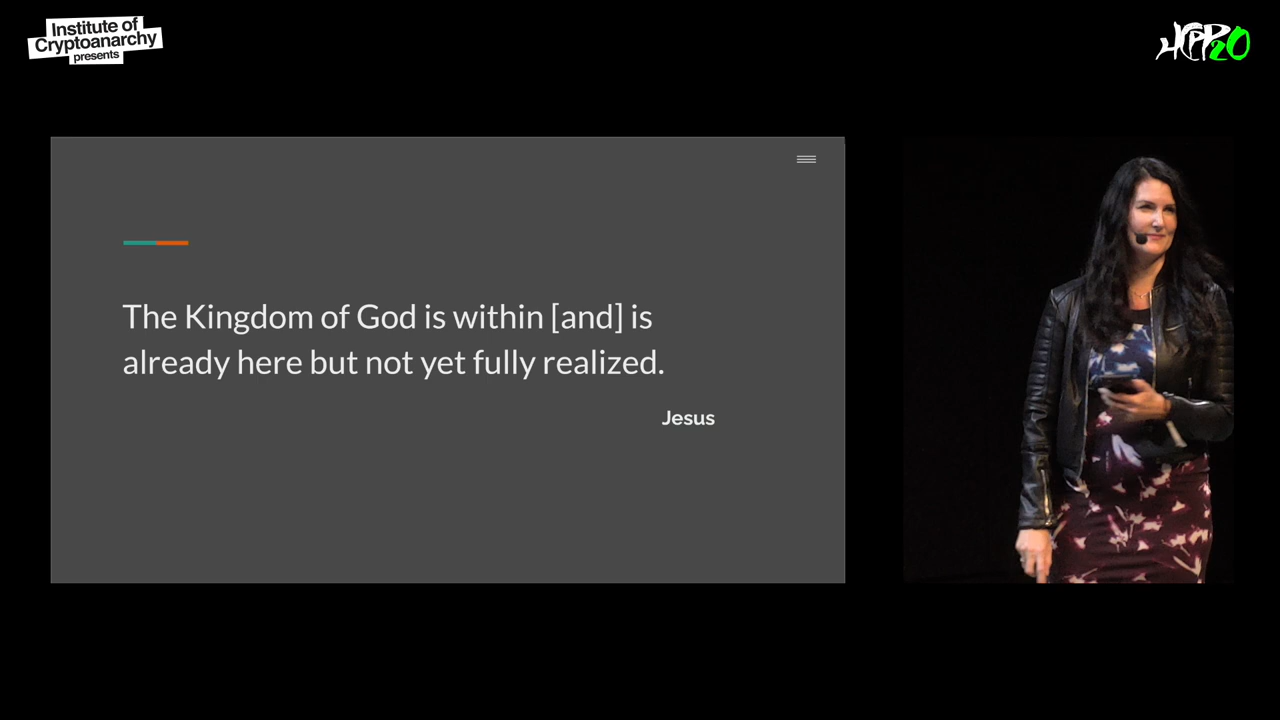 Institute of
Cryptoanarchy
presents
HCPP20
The Kingdom of God is within [and] is
already here but not yet fully realized.
Jesus